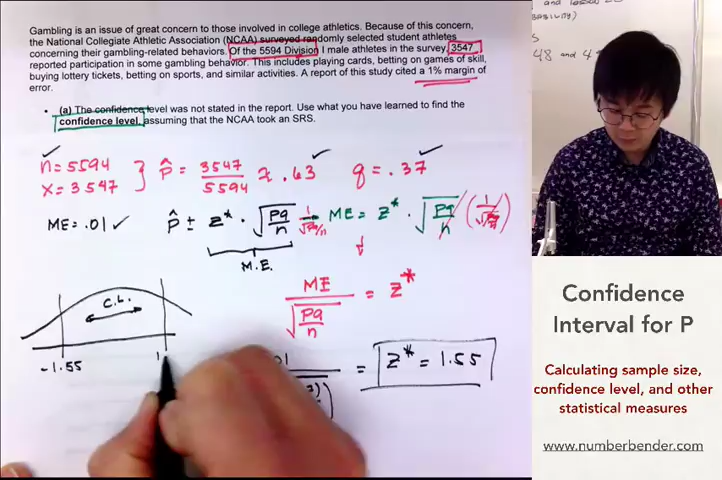 Gambling is an issue of great concern to those involved in college athletics. Because of this concern,
the National Collegiate Athletic Association (NCAA) surveyed randomly selected student athletes
concerning their gambling-related behaviors. Of the 5594 Division I male athletes in the survey, 3547
reported participation in some gambling behavior. This includes playing cards, betting on games of skill,
buying lottery tickets, betting on sports, and similar activities. A report of this study cited a 1% margin of
error.
• (a) The confidence level was not stated in the report. Use what you have learned to find the
confidence level, assuming that the NCAA took an SRS.
n = 5594
x = 3547
p̂ = 3547/5594 ≈ .63
q = .37
ME = .01 ✓
p̂ ± z* · √(pq/n)
M.E.
ME = z* · √(pq/n)
ME / √(pq/n) = z*
C.L.
-1.55
= z* = 1.55
48 and
Confidence
Interval for P
Calculating sample size,
confidence level, and other
statistical measures
www.numberbender.com